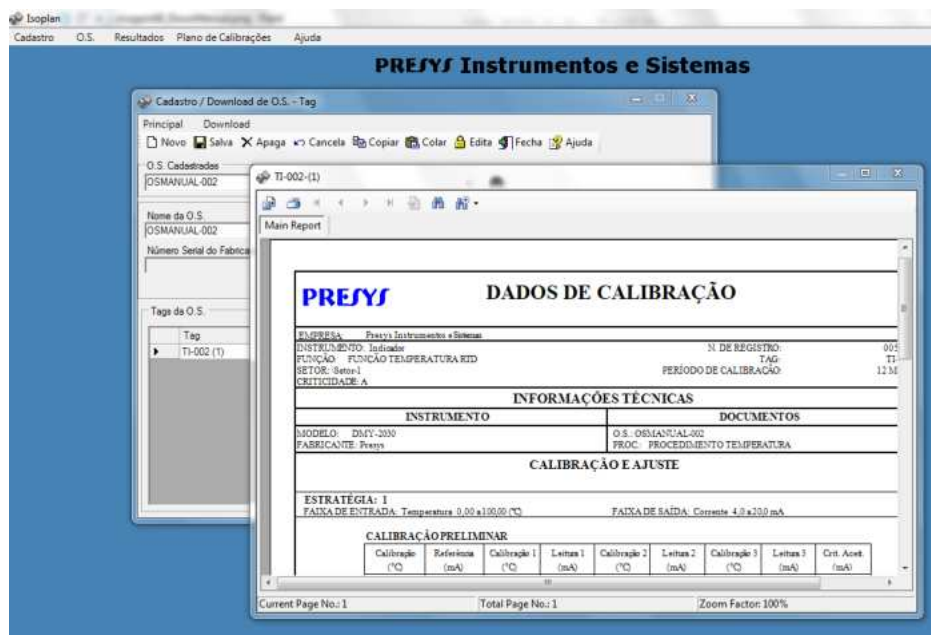 Isoplan
Cadastro O.S. Resultados Plano de Calibrações Ajuda
PRESYS Instrumentos e Sistemas
Cadastro / Download de O.S. - Tag
Principal Download
Novo Salva Apaga Cancela Copiar Colar Edita Fecha Ajuda
O.S. Cadastradas
OSMANUAL-002
Nome da O.S.
OSMANUAL-002
Número Serial do Fabrica
Tags da O.S.
Tag
TI-002 (1)
TI-002-(1)
Main Report
PRESYS DADOS DE CALIBRAÇÃO
EMPRESA: Presys Instrumentos e Sistemas
INSTRUMENTO: Indicador N. DE REGISTRO: 005
FUNÇÃO: FUNÇÃO TEMPERATURA RTD TAG: TI-
SETOR: Setor-1 PERÍODO DE CALIBRAÇÃO: 12 M
CRITICIDADE: A
INFORMAÇÕES TÉCNICAS
INSTRUMENTO DOCUMENTOS
MODELO: DMY-2030 O.S.: OSMANUAL-002
FABRICANTE: Presys PROC.: PROCEDIMENTO TEMPERATURA
CALIBRAÇÃO E AJUSTE
ESTRATÉGIA: 1
FAIXA DE ENTRADA: Temperatura 0,00 a 100,00 (°C) FAIXA DE SAÍDA: Corrente 4,0 a 20,0 mA
CALIBRAÇÃO PRELIMINAR
Calibração Referência Calibração 1 Leitura 1 Calibração 2 Leitura 2 Calibração 3 Leitura 3 Crit. Aceit.
(°C) (mA) (°C) (mA) (°C) (mA) (°C) (mA) (mA)
Current Page No.: 1 Total Page No.: 1 Zoom Factor: 100%